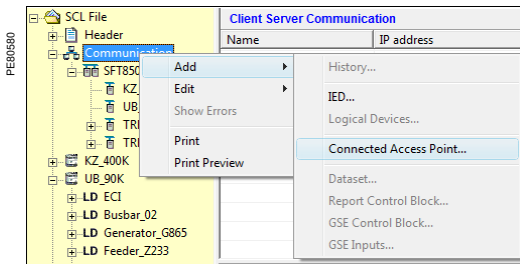 PE80580
SCL File
Header
Communication
SFT850
KZ_
UB_
TRI
TRI
KZ_400K
UB_90K
LD ECI
LD Busbar_02
LD Generator_G865
LD Feeder_Z233
Client Server Communication
Name IP address
Add
Edit
Show Errors
Print
Print Preview
History...
IED...
Logical Devices...
Connected Access Point...
Dataset...
Report Control Block...
GSE Control Block...
GSE Inputs...